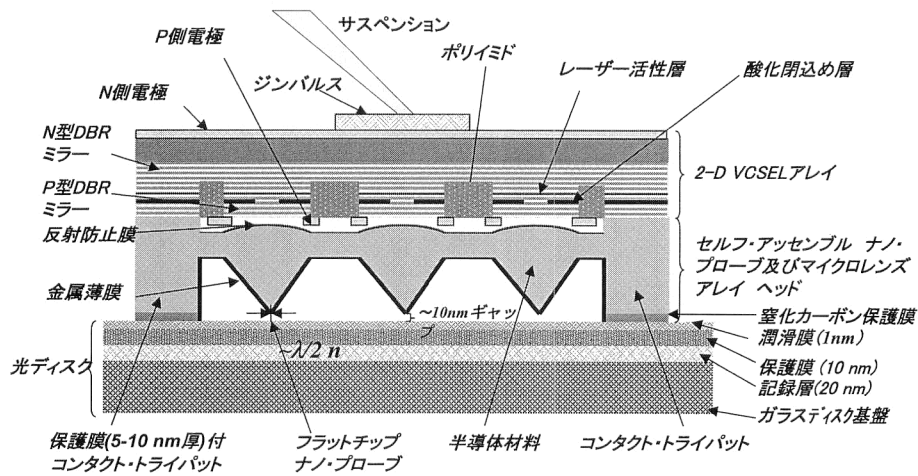 サスペンション
P側電極
ポリイミド
ジンバルス
レーザー活性層
酸化閉込め層
N側電極
N型DBR
ミラー
2-D VCSELアレイ
P型DBR
ミラー
反射防止膜
セルフ・アッセンブル ナノ・
プローブ及びマイクロレンズ
アレイ ヘッド
金属薄膜
~10nmギャッ
プ
窒化カーボン保護膜
潤滑膜(1nm)
~λ/2 n
保護膜(10 nm)
光ディスク
記録層(20 nm)
ガラスディスク基盤
保護膜(5-10 nm厚)付
コンタクト・トライパット
フラットチップ
ナノ・プローブ
半導体材料
コンタクト・トライパット